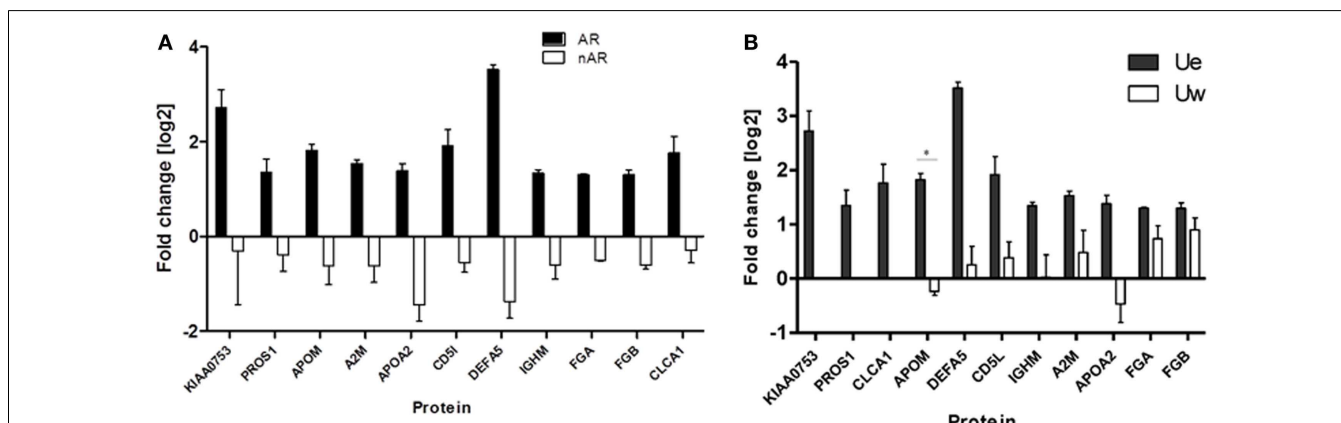 A
AR
nAR
Fold change [log2]
4
2
0
-2
KIAA0753
PROS1
APOM
A2M
APOA2
CD5l
DEFA5
IGHM
FGA
FGB
CLCA1
Protein
B
Ue
Uw
Fold change [log2]
4
3
2
1
0
-1
*
KIAA0753
PROS1
CLCA1
APOM
DEFA5
CD5L
IGHM
A2M
APOA2
FGA
FGB
Protein